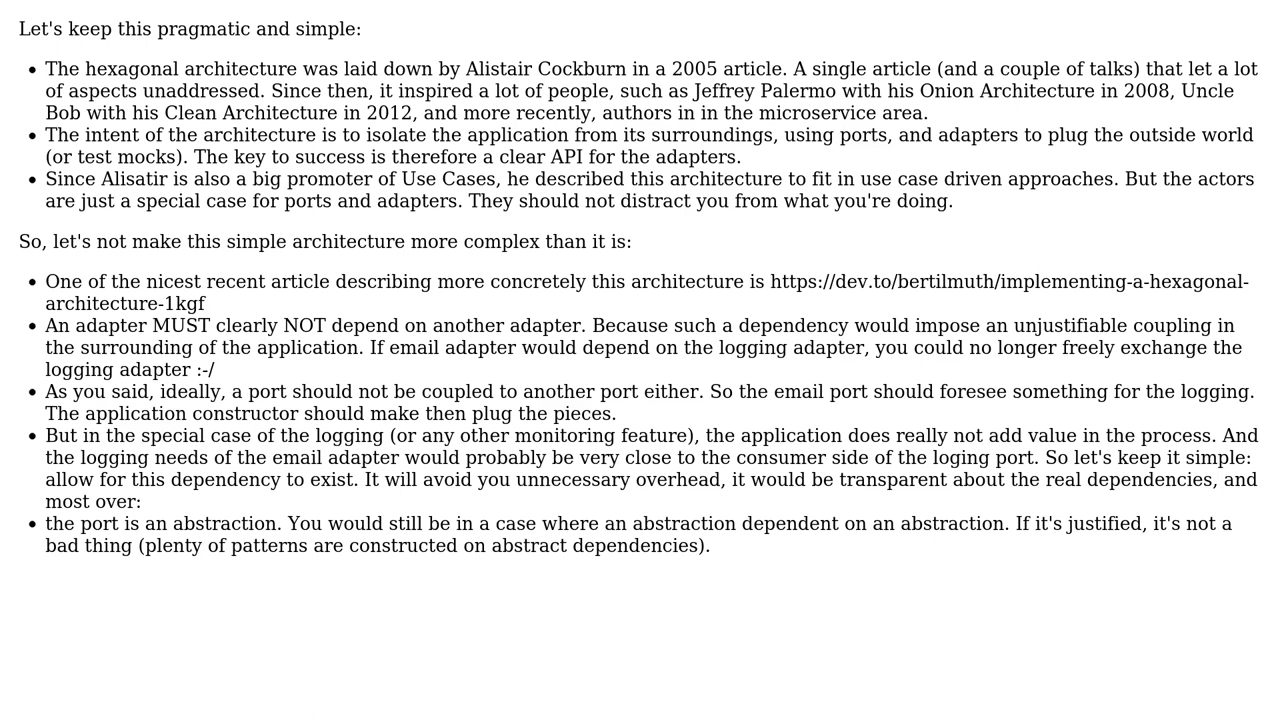 Let's keep this pragmatic and simple:
• The hexagonal architecture was laid down by Alistair Cockburn in a 2005 article. A single article (and a couple of talks) that let a lot
of aspects unaddressed. Since then, it inspired a lot of people, such as Jeffrey Palermo with his Onion Architecture in 2008, Uncle
Bob with his Clean Architecture in 2012, and more recently, authors in in the microservice area.
• The intent of the architecture is to isolate the application from its surroundings, using ports, and adapters to plug the outside world
(or test mocks). The key to success is therefore a clear API for the adapters.
• Since Alisatir is also a big promoter of Use Cases, he described this architecture to fit in use case driven approaches. But the actors
are just a special case for ports and adapters. They should not distract you from what you're doing.
So, let's not make this simple architecture more complex than it is:
• One of the nicest recent article describing more concretely this architecture is https://dev.to/bertilmuth/implementing-a-hexagonal-
architecture-1kgf
• An adapter MUST clearly NOT depend on another adapter. Because such a dependency would impose an unjustifiable coupling in
the surrounding of the application. If email adapter would depend on the logging adapter, you could no longer freely exchange the
logging adapter :-/
• As you said, ideally, a port should not be coupled to another port either. So the email port should foresee something for the logging.
The application constructor should make then plug the pieces.
• But in the special case of the logging (or any other monitoring feature), the application does really not add value in the process. And
the logging needs of the email adapter would probably be very close to the consumer side of the loging port. So let's keep it simple:
allow for this dependency to exist. It will avoid you unnecessary overhead, it would be transparent about the real dependencies, and
most over:
• the port is an abstraction. You would still be in a case where an abstraction dependent on an abstraction. If it's justified, it's not a
bad thing (plenty of patterns are constructed on abstract dependencies).